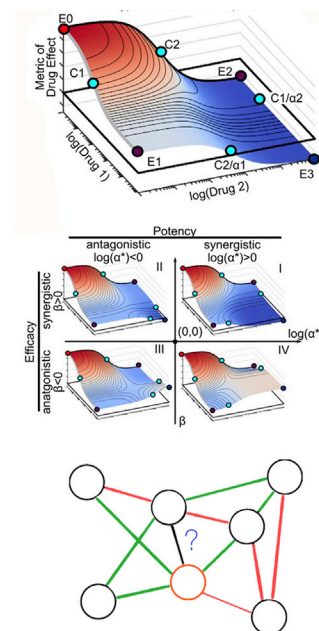 E0
C2
E2
C1
C1/α2
Metric of
Drug Effect
log(Drug 1)
E1
C2/α1
E3
log(Drug 2)
Potency
antagonistic synergistic
log(α*)<0 log(α*)>0
II I
Efficacy
synergistic
β>0
(0,0)
log(α*
III IV
anatgonistic
β<0
β
?